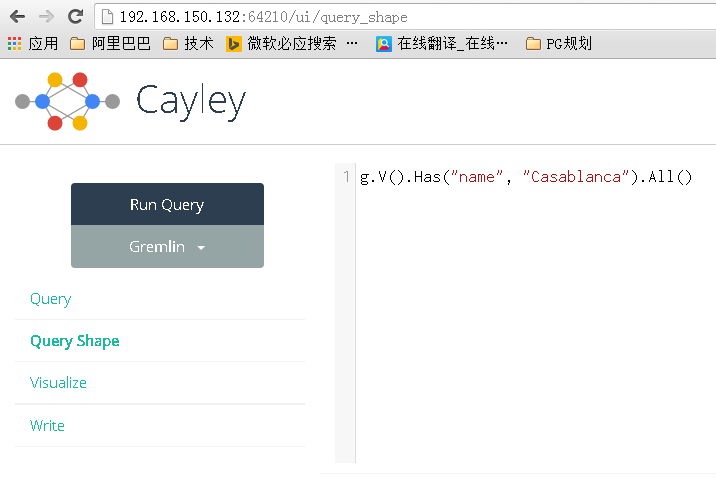 192.168.150.132:64210/ui/query_shape
应用 阿里巴巴 技术 微软必应搜索 … 在线翻译_在线… PG规划
Cayley
Run Query
Gremlin
Query
Query Shape
Visualize
Write
1 g.V().Has("name", "Casablanca").All()